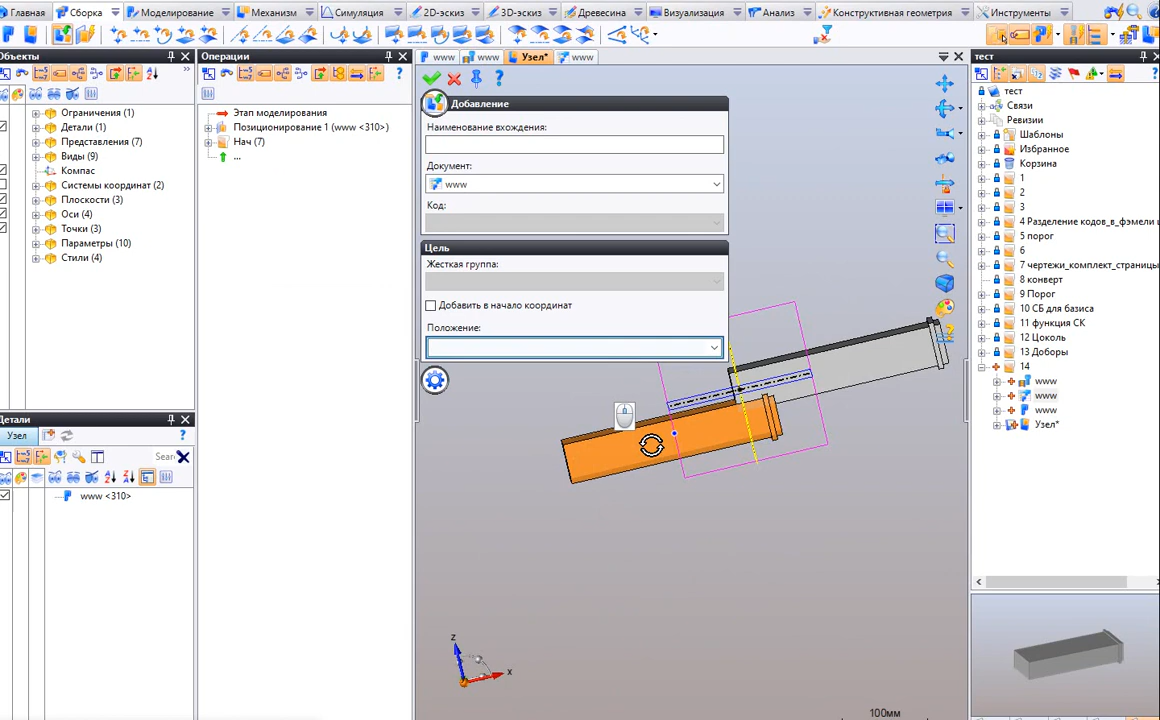 Главная
Сборка
Моделирование
Механизм
Симуляция
2D-эскиз
3D-эскиз
Древесина
Визуализация
Анализ
Конструктивная геометрия
Инструменты
Объекты
Ограничения (1)
Детали (1)
Представления (7)
Виды (9)
Компас
Системы координат (2)
Плоскости (3)
Оси (4)
Точки (3)
Параметры (10)
Стили (4)
Детали
Узел
Sear
www <310>
Операции
Этап моделирования
Позиционирование 1 (www <310>)
Нач (7)
...
www
www
Узел*
www
Добавление
Наименование вхождения:
Документ:
www
Код:
Цель
Жесткая группа:
Добавить в начало координат
Положение:
z
x
100мм
тест
тест
Связи
Ревизии
Шаблоны
Избранное
Корзина
1
2
3
4 Разделение кодов_в_фэмели
5 порог
6
7 чертежи_комплект_страницы
8 конверт
9 Порог
10 СБ для базиса
11 функция СК
12 Цоколь
13 Доборы
14
www
www
www
Узел*